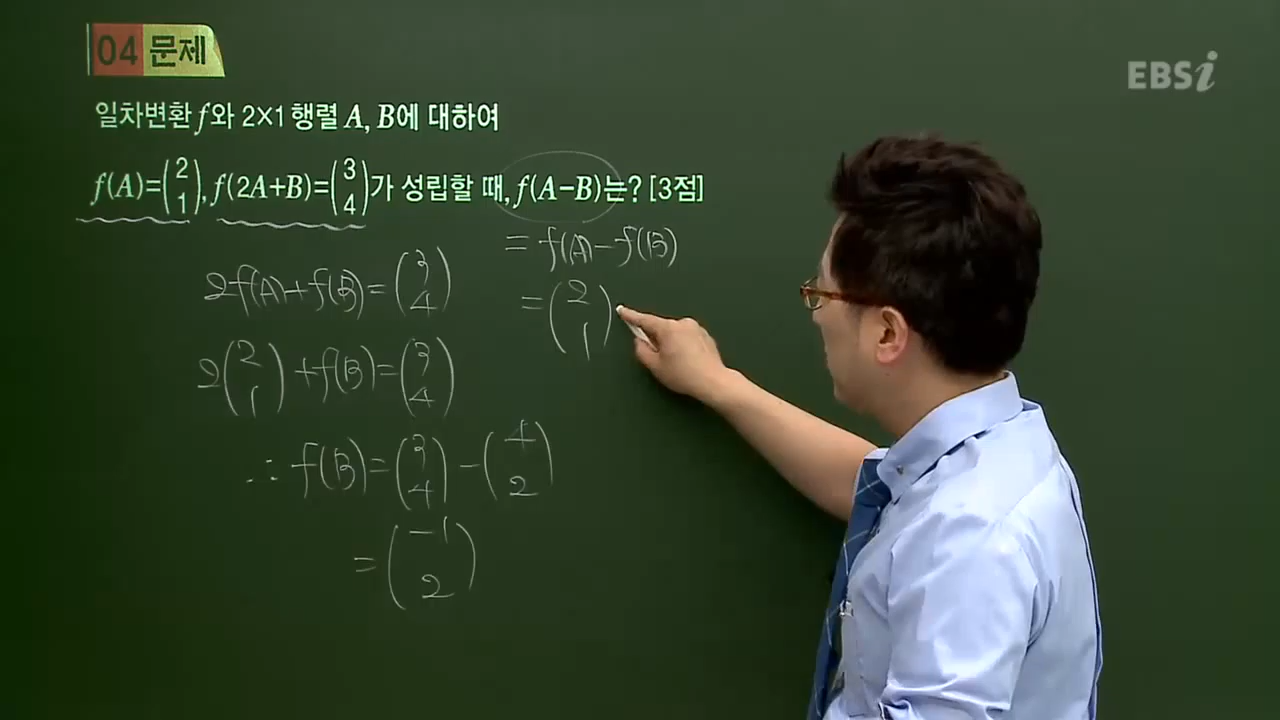 04 문제
EBSi
일차변환 f와 2×1 행렬 A, B에 대하여
f(A)=(2 1), f(2A+B)=(3 4)가 성립할 때, f(A−B)는? [3점]
2f(A)+f(B)=(3 4)
2(2 1)+f(B)=(3 4)
∴ f(B)=(3 4)−(4 2)
=(−1 2)
=f(A)−f(B)
=(2 1)